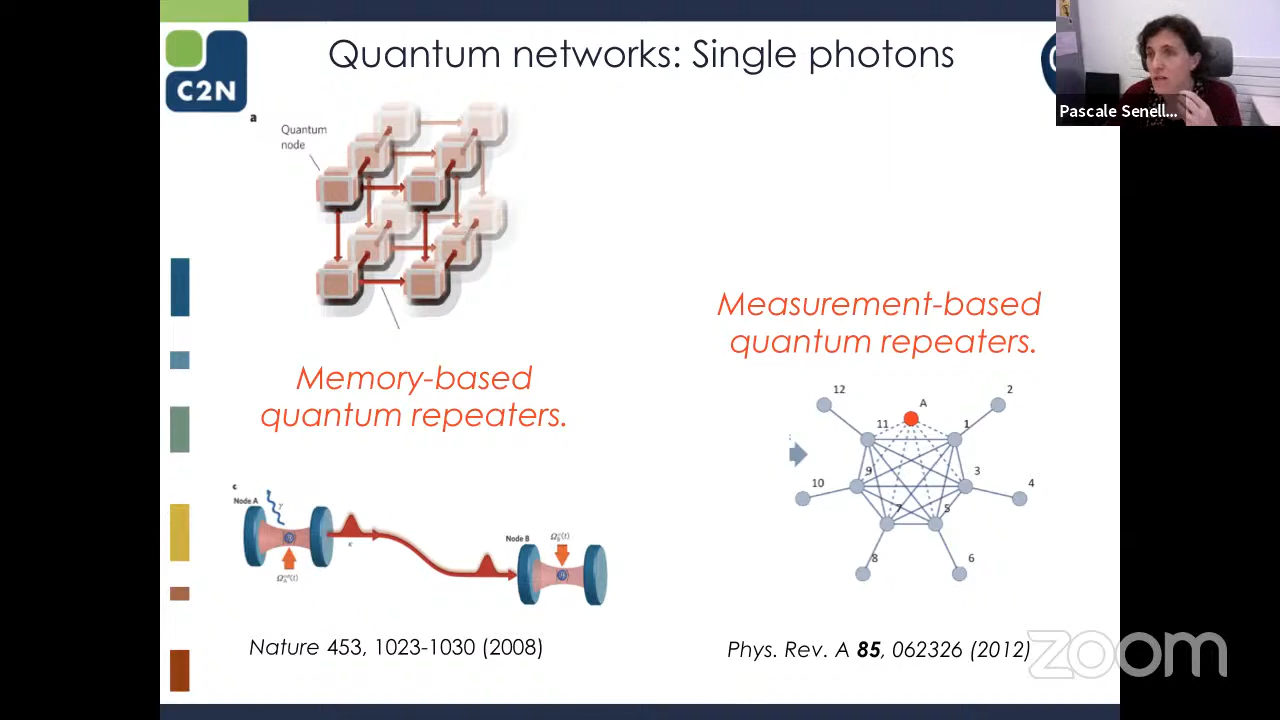 Quantum networks: Single photons
C2N
Pascale Senell...
a
Quantum
node
Measurement-based
quantum repeaters.
Memory-based
quantum repeaters.
12
A
2
11
1
9
3
10
4
7
5
8
6
c
Node A
γ
κ
Node B
Nature 453, 1023-1030 (2008)
Phys. Rev. A 85, 062326 (2012)
zoom